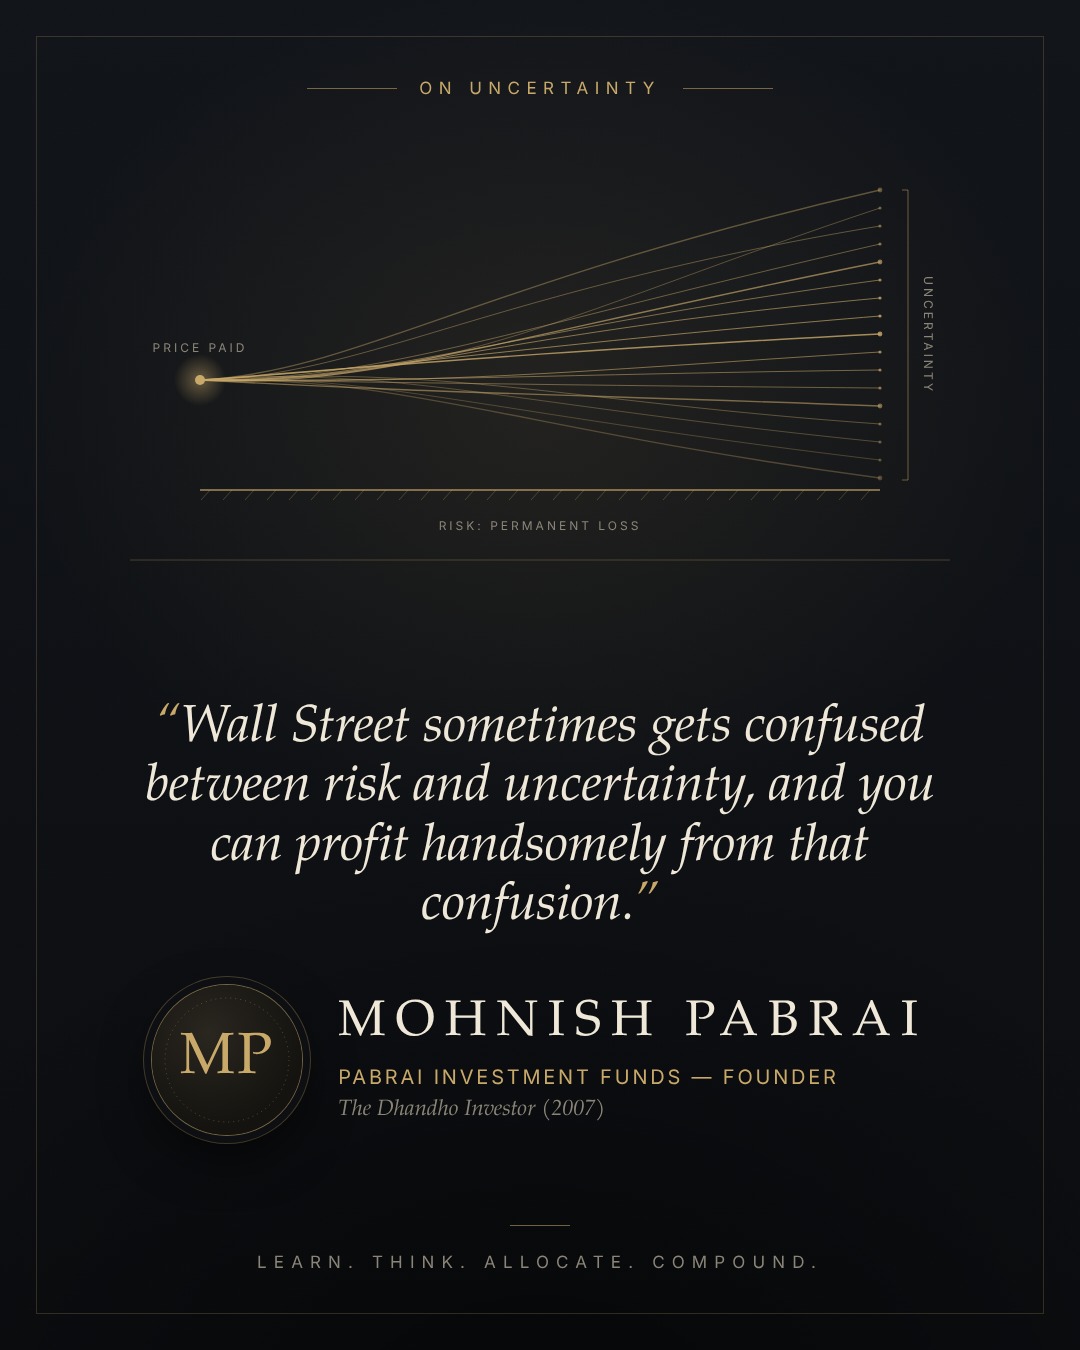 ON UNCERTAINTY
PRICE PAID
UNCERTAINTY
RISK: PERMANENT LOSS
“Wall Street sometimes gets confused
between risk and uncertainty, and you
can profit handsomely from that
confusion.”
MP
MOHNISH PABRAI
PABRAI INVESTMENT FUNDS — FOUNDER
The Dhandho Investor (2007)
LEARN. THINK. ALLOCATE. COMPOUND.